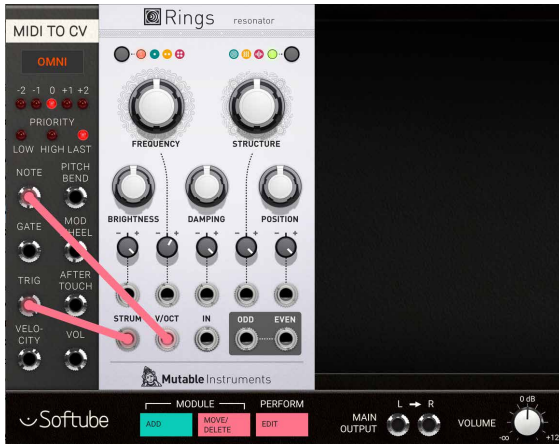 Rings resonator
MIDI TO CV
OMNI
-2 -1 0 +1 +2
PRIORITY
LOW HIGH LAST
FREQUENCY STRUCTURE
NOTE PITCH BEND
BRIGHTNESS DAMPING POSITION
GATE MOD
- + - + - + - + - +
TRIG AFTER TOUCH
STRUM V/OCT IN ODD EVEN
VELO-CITY VOL
Mutable Instruments
Softube
MODULE PERFORM
ADD MOVE/DELETE EDIT
MAIN OUTPUT L → R VOLUME
0 dB
-∞ +12